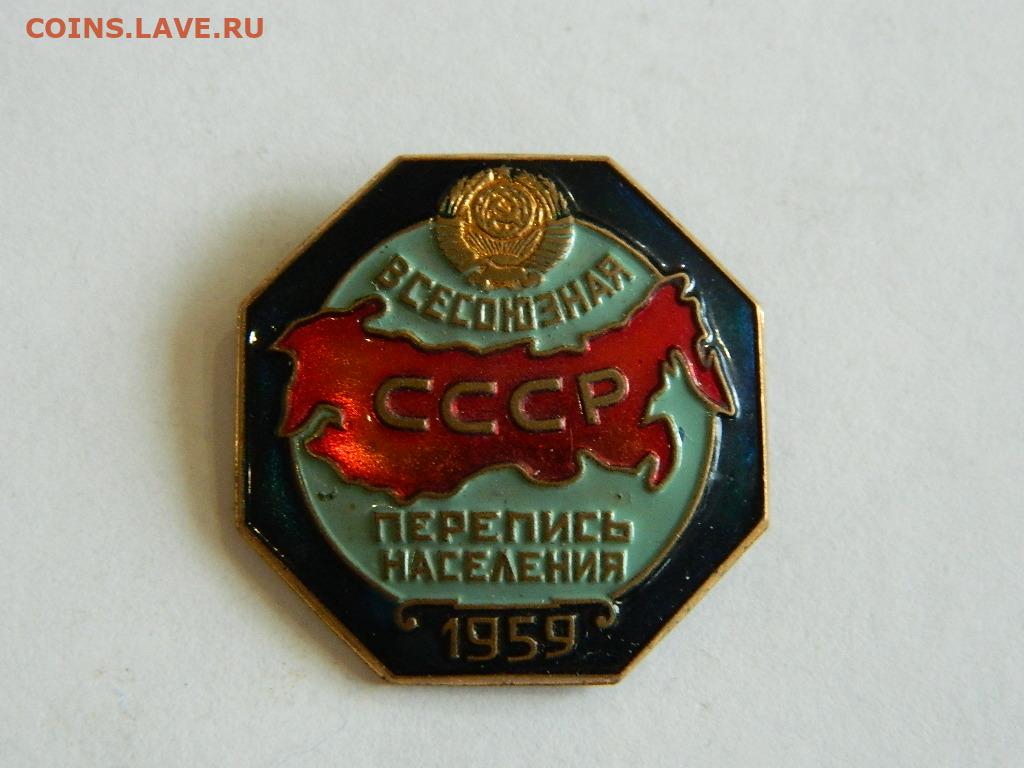 COINS.LAVE.RU
ВСЕСОЮЗНАЯ
СССР
ПЕРЕПИСЬ
НАСЕЛЕНИЯ
1959